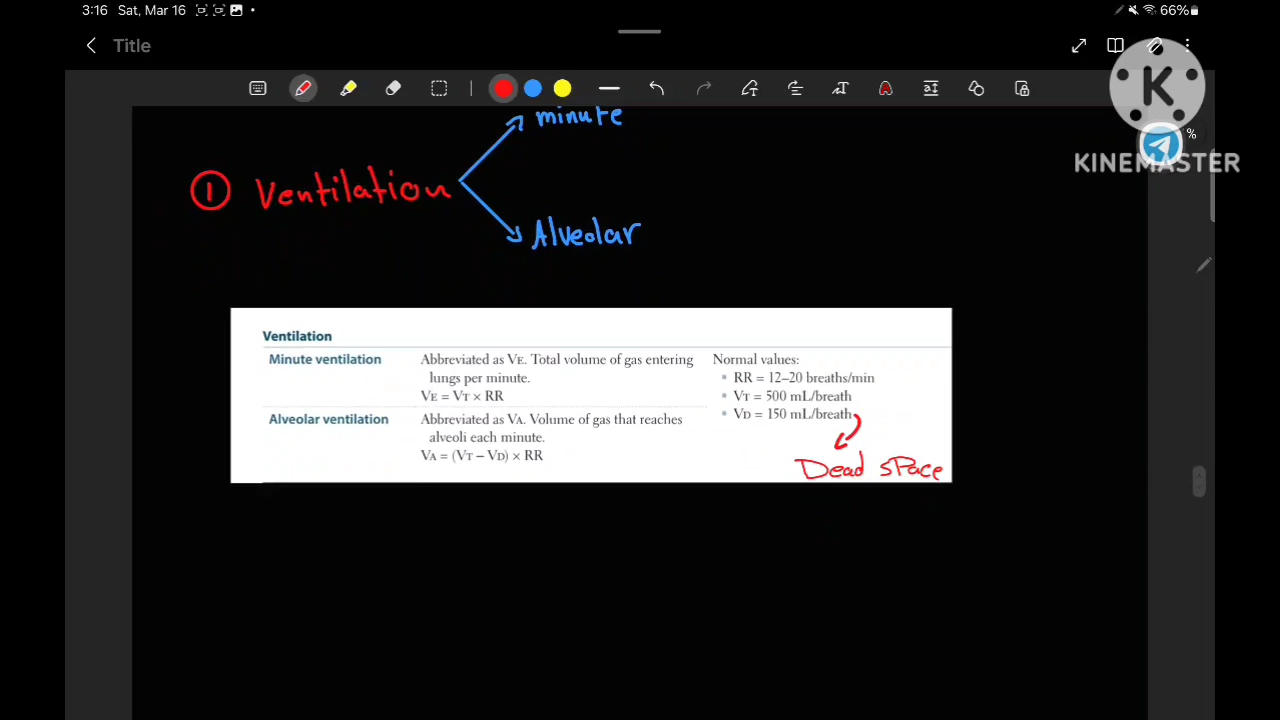 3:16 Sat, Mar 16
66%
Title
K
%
KINEMASTER
minute
① Ventilation
Alveolar
Ventilation
Minute ventilation
Abbreviated as VE. Total volume of gas entering
lungs per minute.
VE = VT × RR
Alveolar ventilation
Abbreviated as VA. Volume of gas that reaches
alveoli each minute.
VA = (VT – VD) × RR
Normal values:
• RR = 12–20 breaths/min
• VT = 500 mL/breath
• VD = 150 mL/breath
Dead sPace